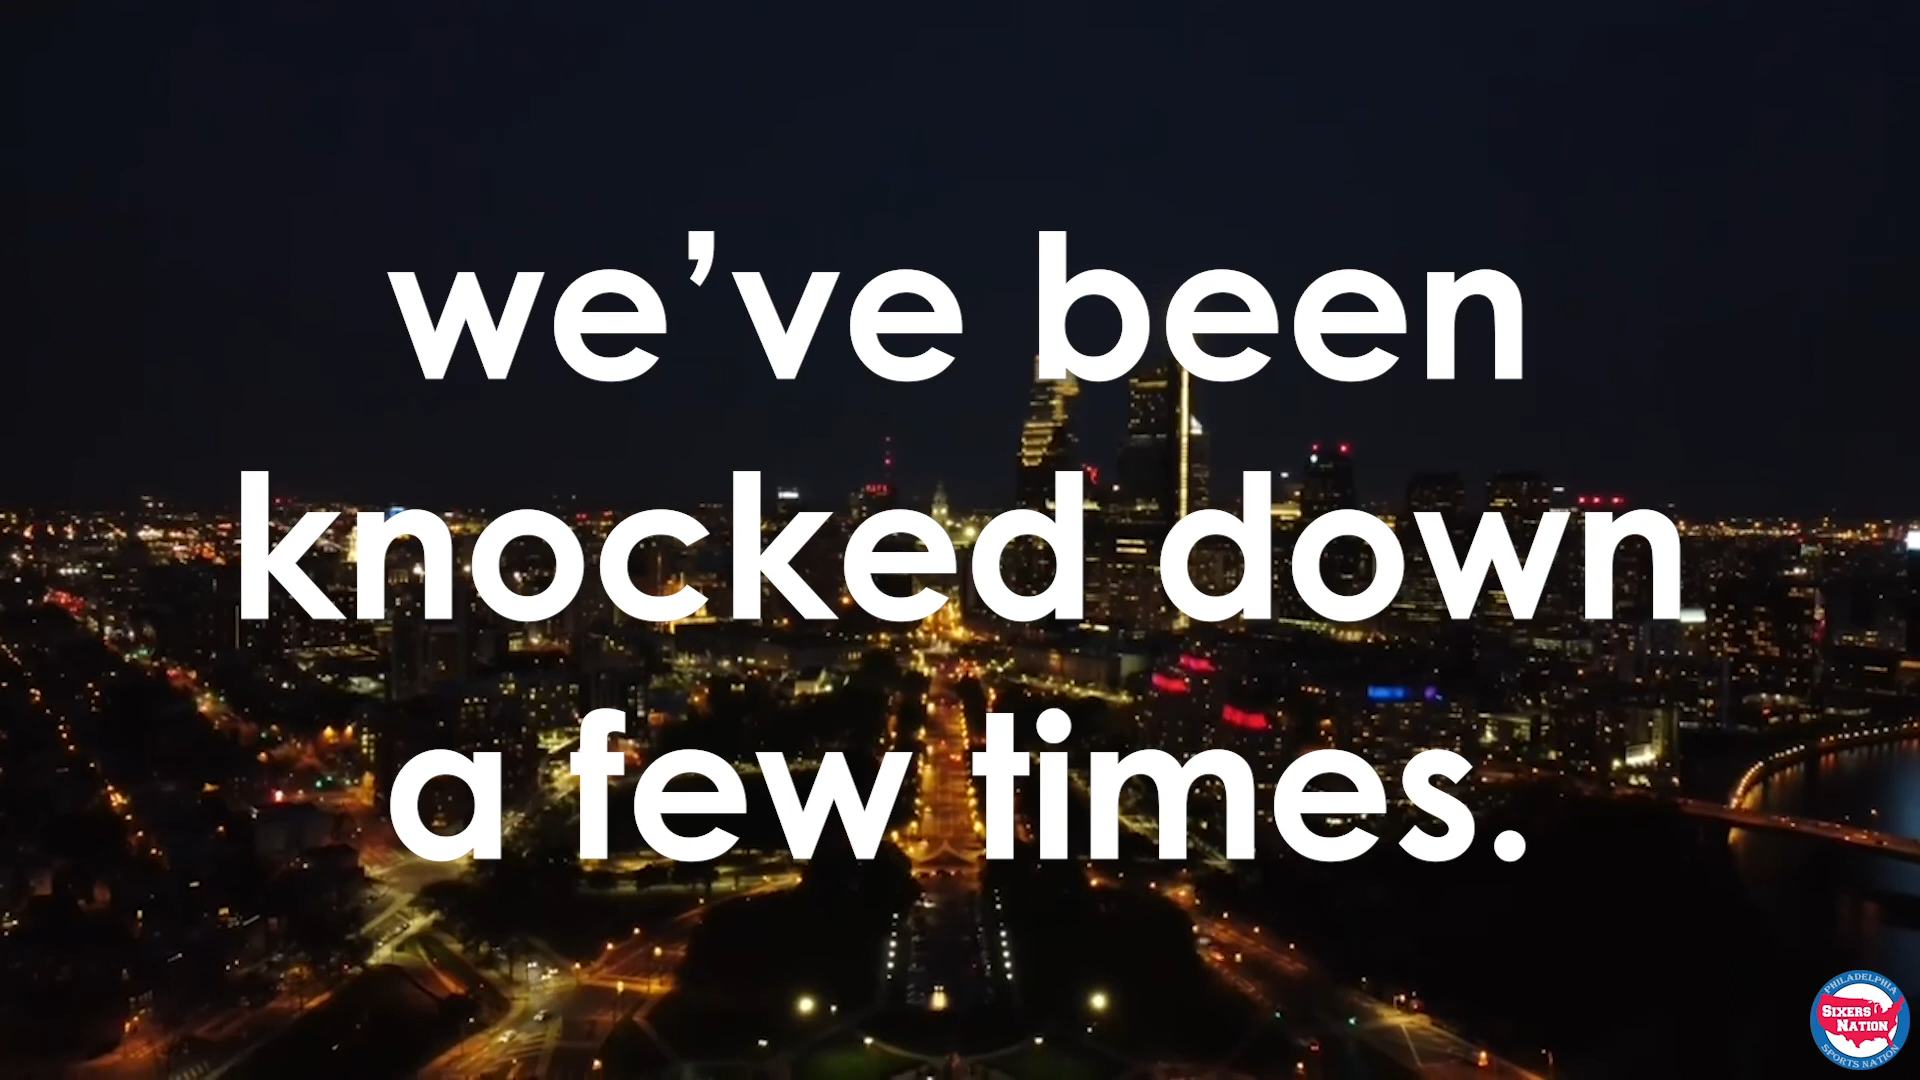 we’ve been
knocked down
a few times.
PHILADELPHIA
SIXERS
NATION
SPORTS NATION